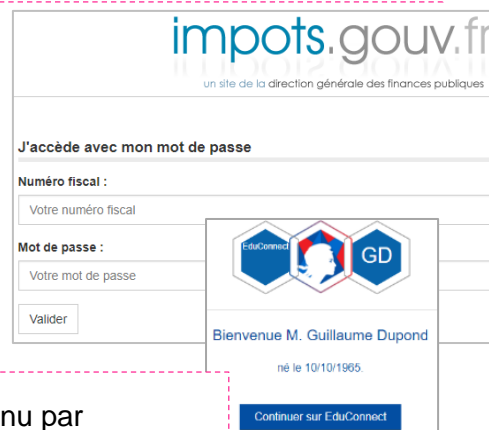 impots.gouv.fr
un site de la direction générale des finances publiques
J'accède avec mon mot de passe
Numéro fiscal :
Votre numéro fiscal
Mot de passe :
Votre mot de passe
Valider
EduConnect
GD
Bienvenue M. Guillaume Dupond
né le 10/10/1965.
Continuer sur EduConnect
nu par